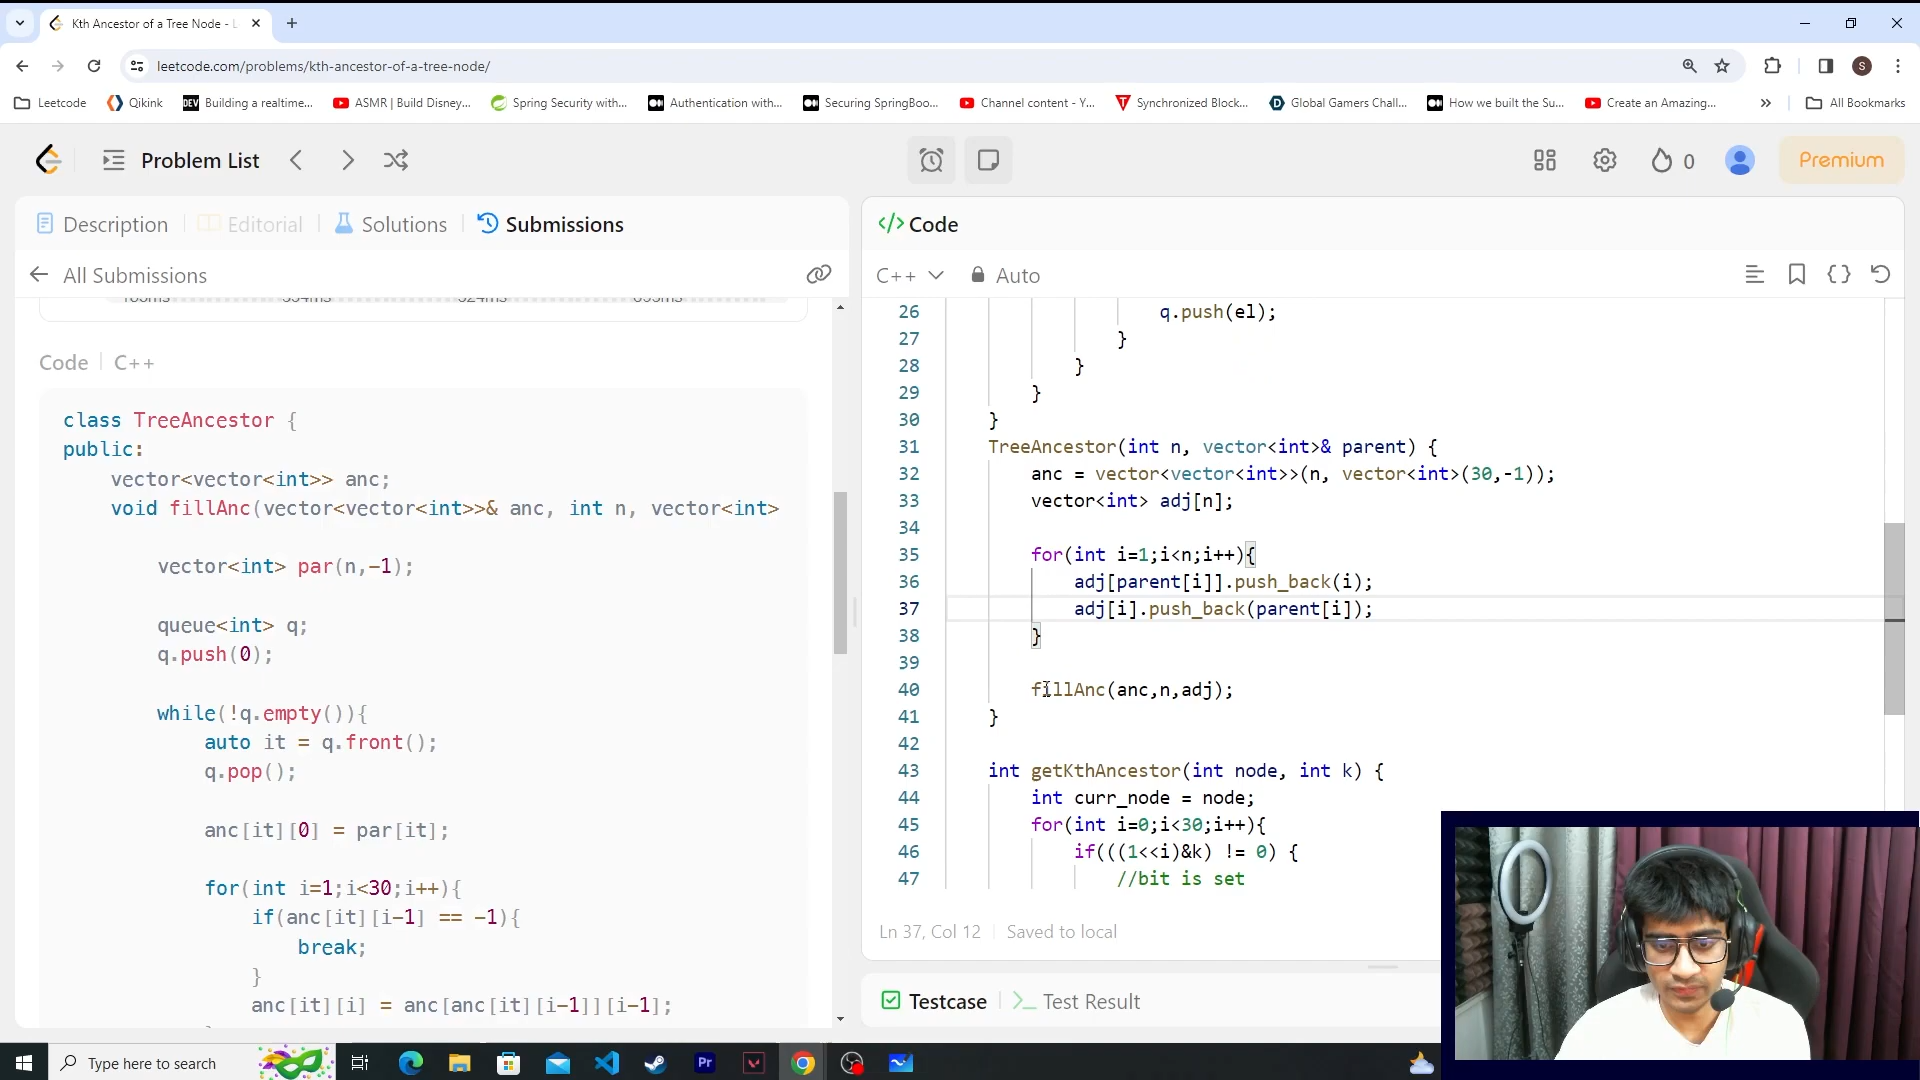 Kth Ancestor of a Tree Node - L
leetcode.com/problems/kth-ancestor-of-a-tree-node/
S
Leetcode
Qikink
DEV
Building a realtime...
ASMR | Build Disney...
Spring Security with...
Authentication with...
Securing SpringBoo...
Channel content - Y...
Synchronized Block...
Global Gamers Chall...
How we built the Su...
Create an Amazing...
All Bookmarks
Problem List
0
Premium
Description
Editorial
Solutions
Submissions
All Submissions
Code
C++
class TreeAncestor {
public:
vector<vector<int>> anc;
void fillAnc(vector<vector<int>>& anc, int n, vector<int>
vector<int> par(n,-1);
queue<int> q;
q.push(0);
while(!q.empty()){
auto it = q.front();
q.pop();
anc[it][0] = par[it];
for(int i=1;i<30;i++){
if(anc[it][i-1] == -1){
break;
}
anc[it][i] = anc[anc[it][i-1]][i-1];
</> Code
C++
Auto
26 q.push(el);
27 }
28 }
29 }
30 }
31 TreeAncestor(int n, vector<int>& parent) {
32 anc = vector<vector<int>>(n, vector<int>(30,-1));
33 vector<int> adj[n];
34
35 for(int i=1;i<n;i++){
36 adj[parent[i]].push_back(i);
37 adj[i].push_back(parent[i]);
38 }
39
40 fillAnc(anc,n,adj);
41 }
42
43 int getKthAncestor(int node, int k) {
44 int curr_node = node;
45 for(int i=0;i<30;i++){
46 if(((1<<i)&k) != 0) {
47 //bit is set
Ln 37, Col 12
Saved to local
Testcase
>_ Test Result
Type here to search
Pr